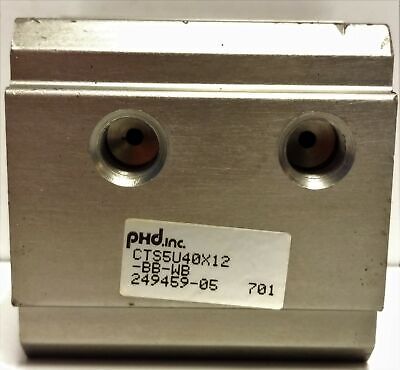 PHD.inc.
CTS5U40X12
-BB-WB
249459-05 701